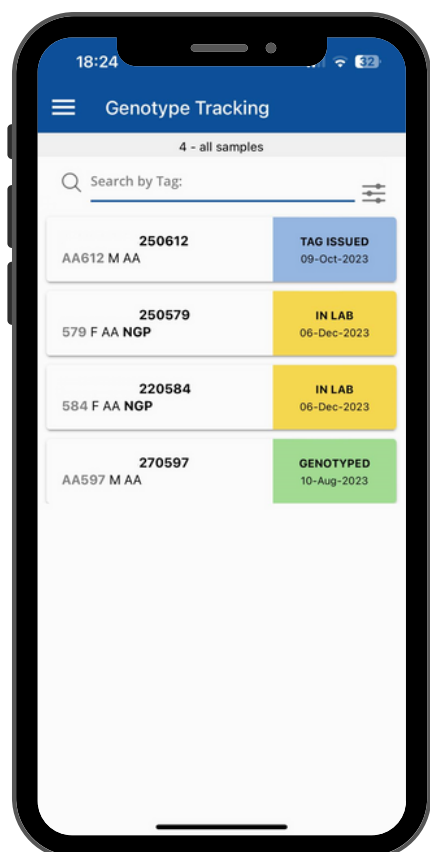 18:24
32
Genotype Tracking
4 - all samples
Search by Tag:
250612
AA612 M AA
TAG ISSUED
09-Oct-2023
250579
579 F AA NGP
IN LAB
06-Dec-2023
220584
584 F AA NGP
IN LAB
06-Dec-2023
270597
AA597 M AA
GENOTYPED
10-Aug-2023